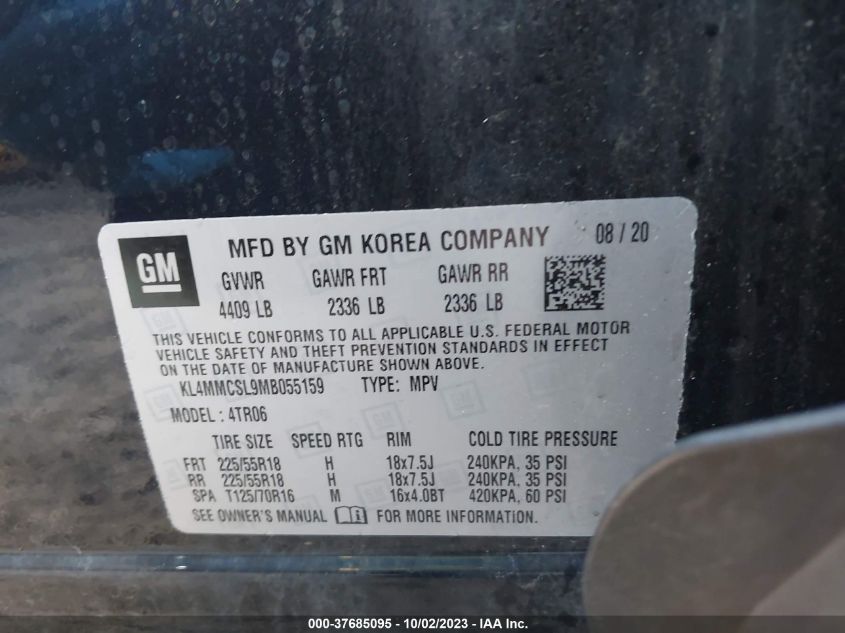 GM
MFD BY GM KOREA COMPANY 08 / 20
GVWR GAWR FRT GAWR RR
4409 LB 2336 LB 2336 LB
THIS VEHICLE CONFORMS TO ALL APPLICABLE U.S. FEDERAL MOTOR
VEHICLE SAFETY AND THEFT PREVENTION STANDARDS IN EFFECT
ON THE DATE OF MANUFACTURE SHOWN ABOVE.
KL4MMCSL9MB055159 TYPE: MPV
MODEL: 4TR06
TIRE SIZE SPEED RTG RIM COLD TIRE PRESSURE
FRT 225/55R18 H 18x7.5J 240KPA, 35 PSI
RR 225/55R18 H 18x7.5J 240KPA, 35 PSI
SPA T125/70R16 M 16x4.0BT 420KPA, 60 PSI
SEE OWNER'S MANUAL FOR MORE INFORMATION.
000-37685095 - 10/02/2023 - IAA Inc.